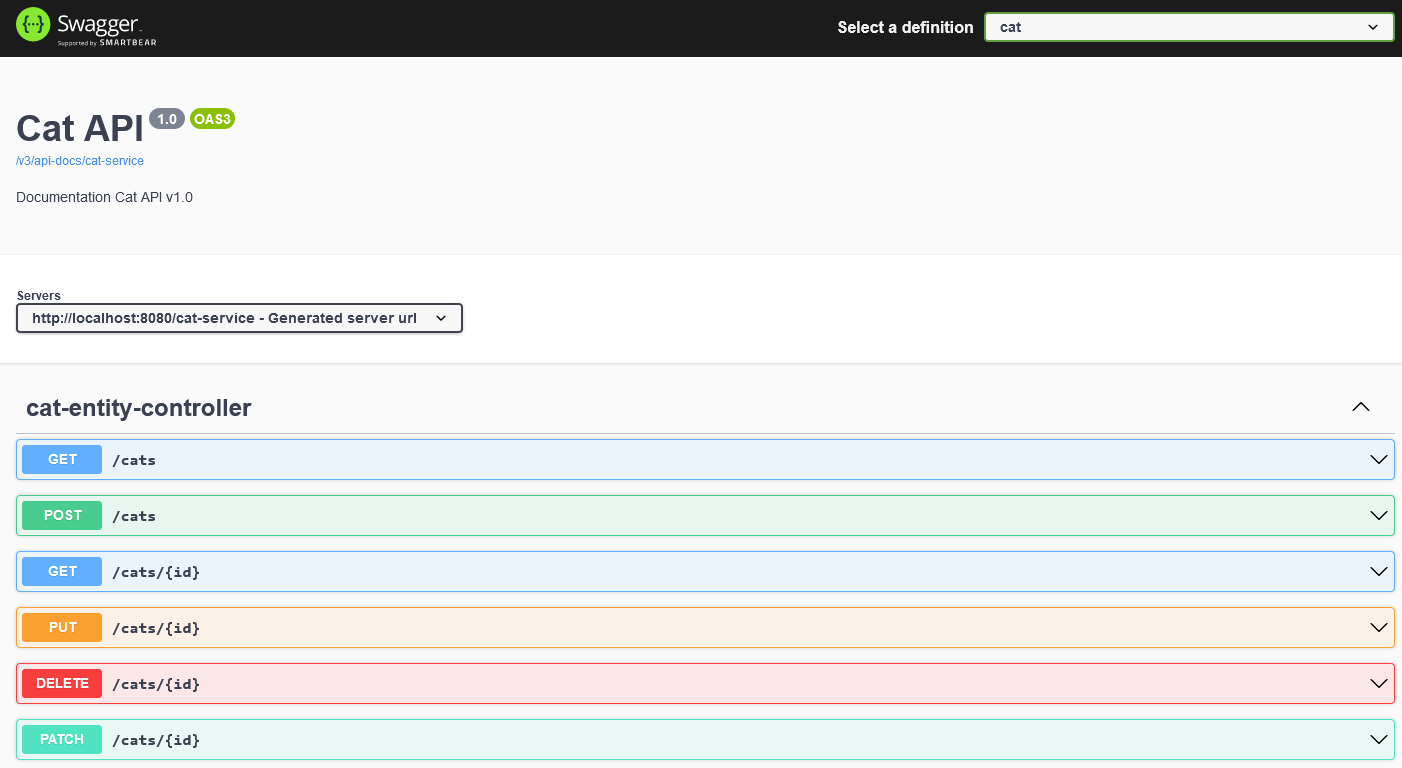 Swagger.
Supported by SMARTBEAR
Select a definition
cat
Cat API 1.0 OAS3
/v3/api-docs/cat-service
Documentation Cat API v1.0
Servers
http://localhost:8080/cat-service - Generated server url
cat-entity-controller
GET /cats
POST /cats
GET /cats/{id}
PUT /cats/{id}
DELETE /cats/{id}
PATCH /cats/{id}